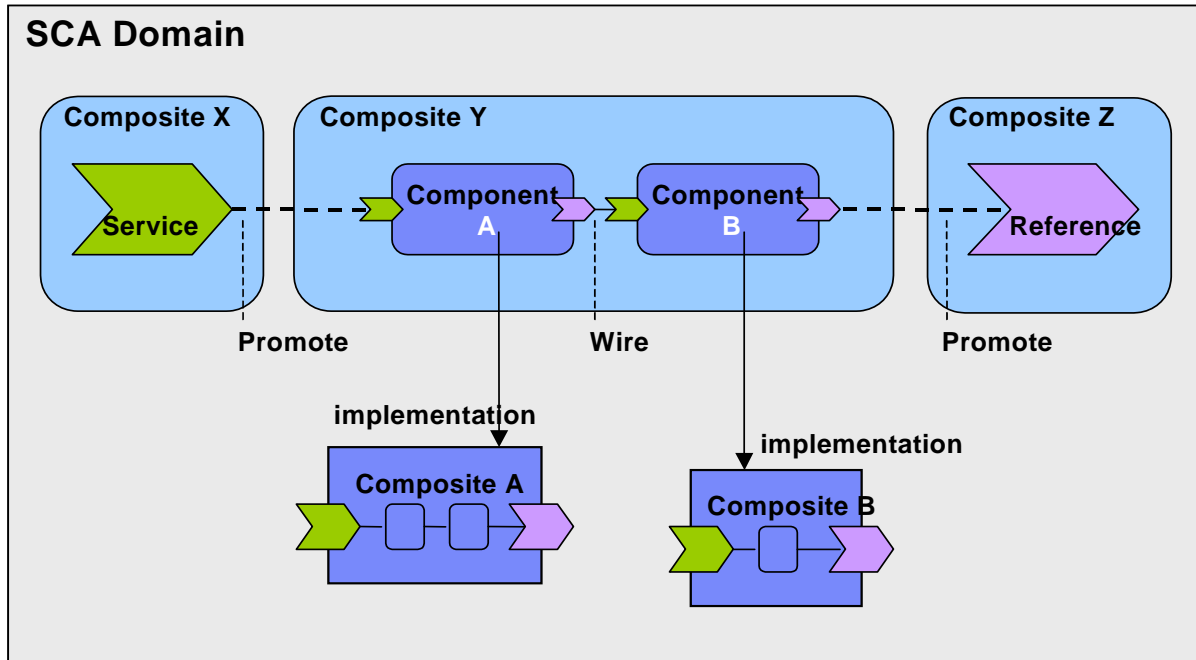 SCA Domain
Composite X
Composite Y
Composite Z
Service
Component
A
Component
B
Reference
Promote
Wire
Promote
implementation
implementation
Composite A
Composite B